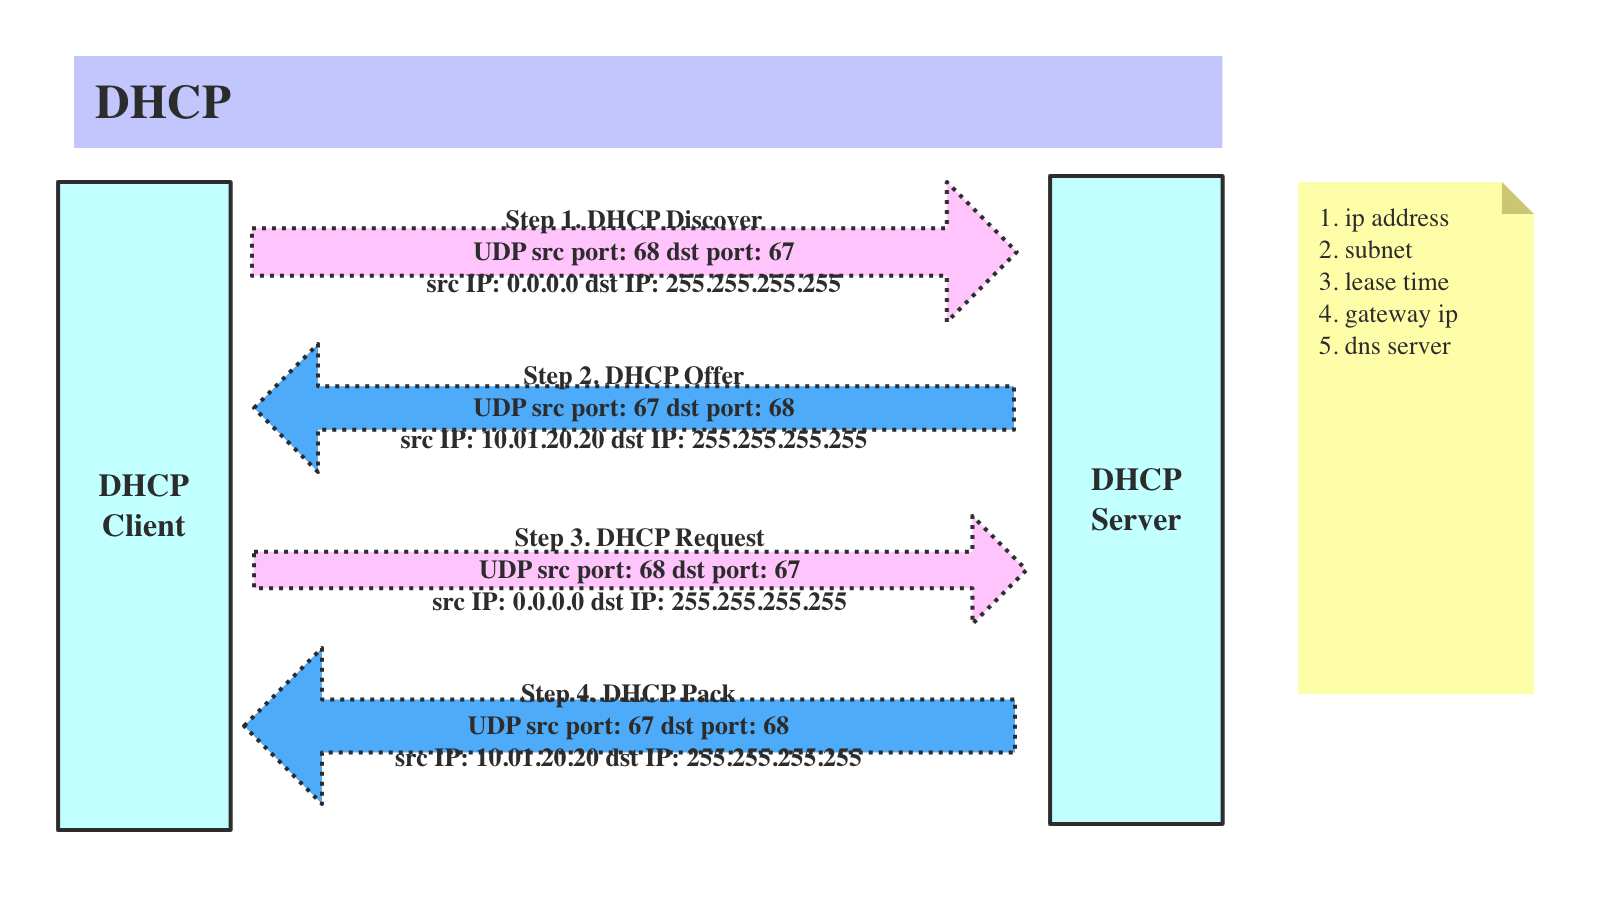 DHCP
DHCP
Client
Step 1. DHCP Discover
UDP src port: 68 dst port: 67
src IP: 0.0.0.0 dst IP: 255.255.255.255
Step 2. DHCP Offer
UDP src port: 67 dst port: 68
src IP: 10.01.20.20 dst IP: 255.255.255.255
Step 3. DHCP Request
UDP src port: 68 dst port: 67
src IP: 0.0.0.0 dst IP: 255.255.255.255
Step 4. DHCP Pack
UDP src port: 67 dst port: 68
src IP: 10.01.20.20 dst IP: 255.255.255.255
DHCP
Server
1. ip address
2. subnet
3. lease time
4. gateway ip
5. dns server